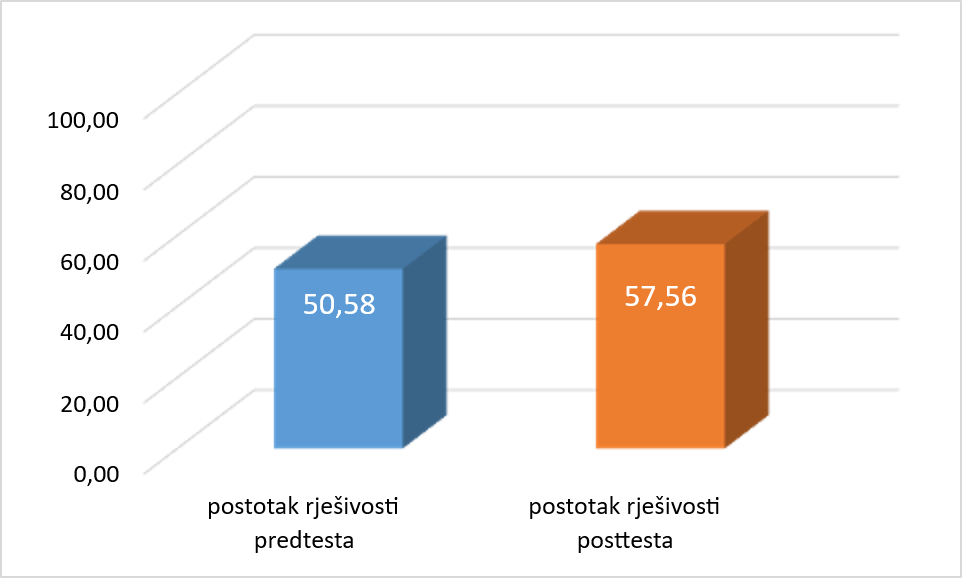 100,00
80,00
60,00
40,00
20,00
0,00
50,58
57,56
postotak rješivosti
predtesta
postotak rješivosti
posttesta